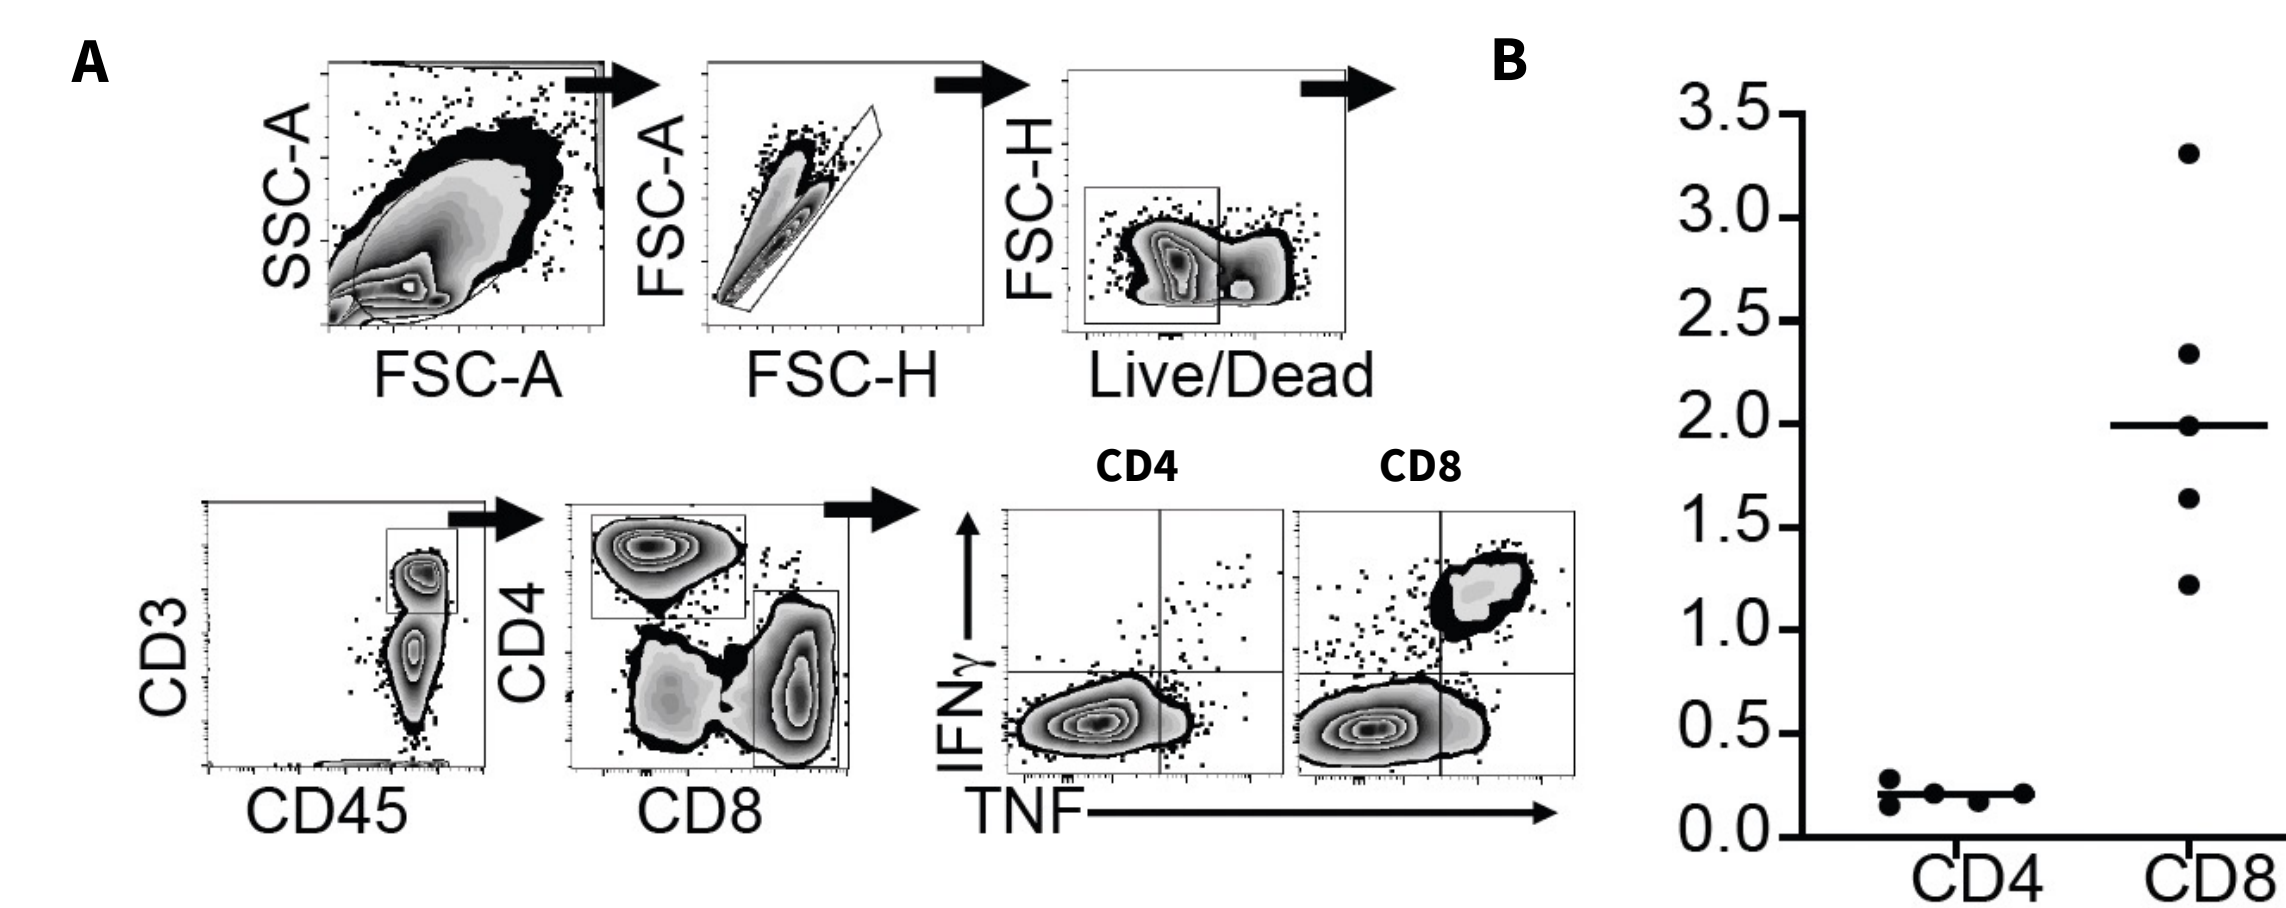 A
SSC-A
FSC-A
FSC-A
FSC-H
FSC-H
Live/Dead
CD3
CD45
CD4
CD8
CD4
CD8
IFNγ
TNF
B
3.5
3.0
2.5
2.0
1.5
1.0
0.5
0.0
CD4
CD8